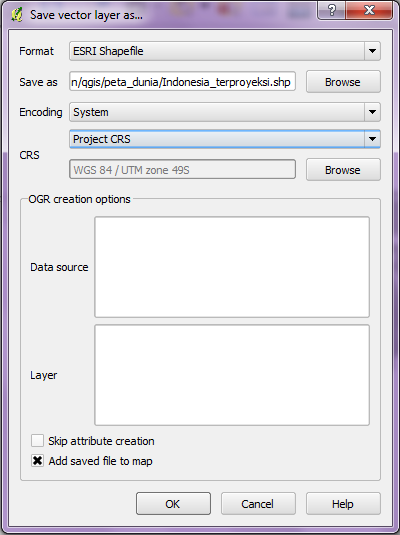 Save vector layer as...
Format ESRI Shapefile
Save as n/qgis/peta_dunia/Indonesia_terproyeksi.shp Browse
Encoding System
Project CRS
CRS
WGS 84 / UTM zone 49S Browse
OGR creation options
Data source
Layer
Skip attribute creation
Add saved file to map
OK Cancel Help